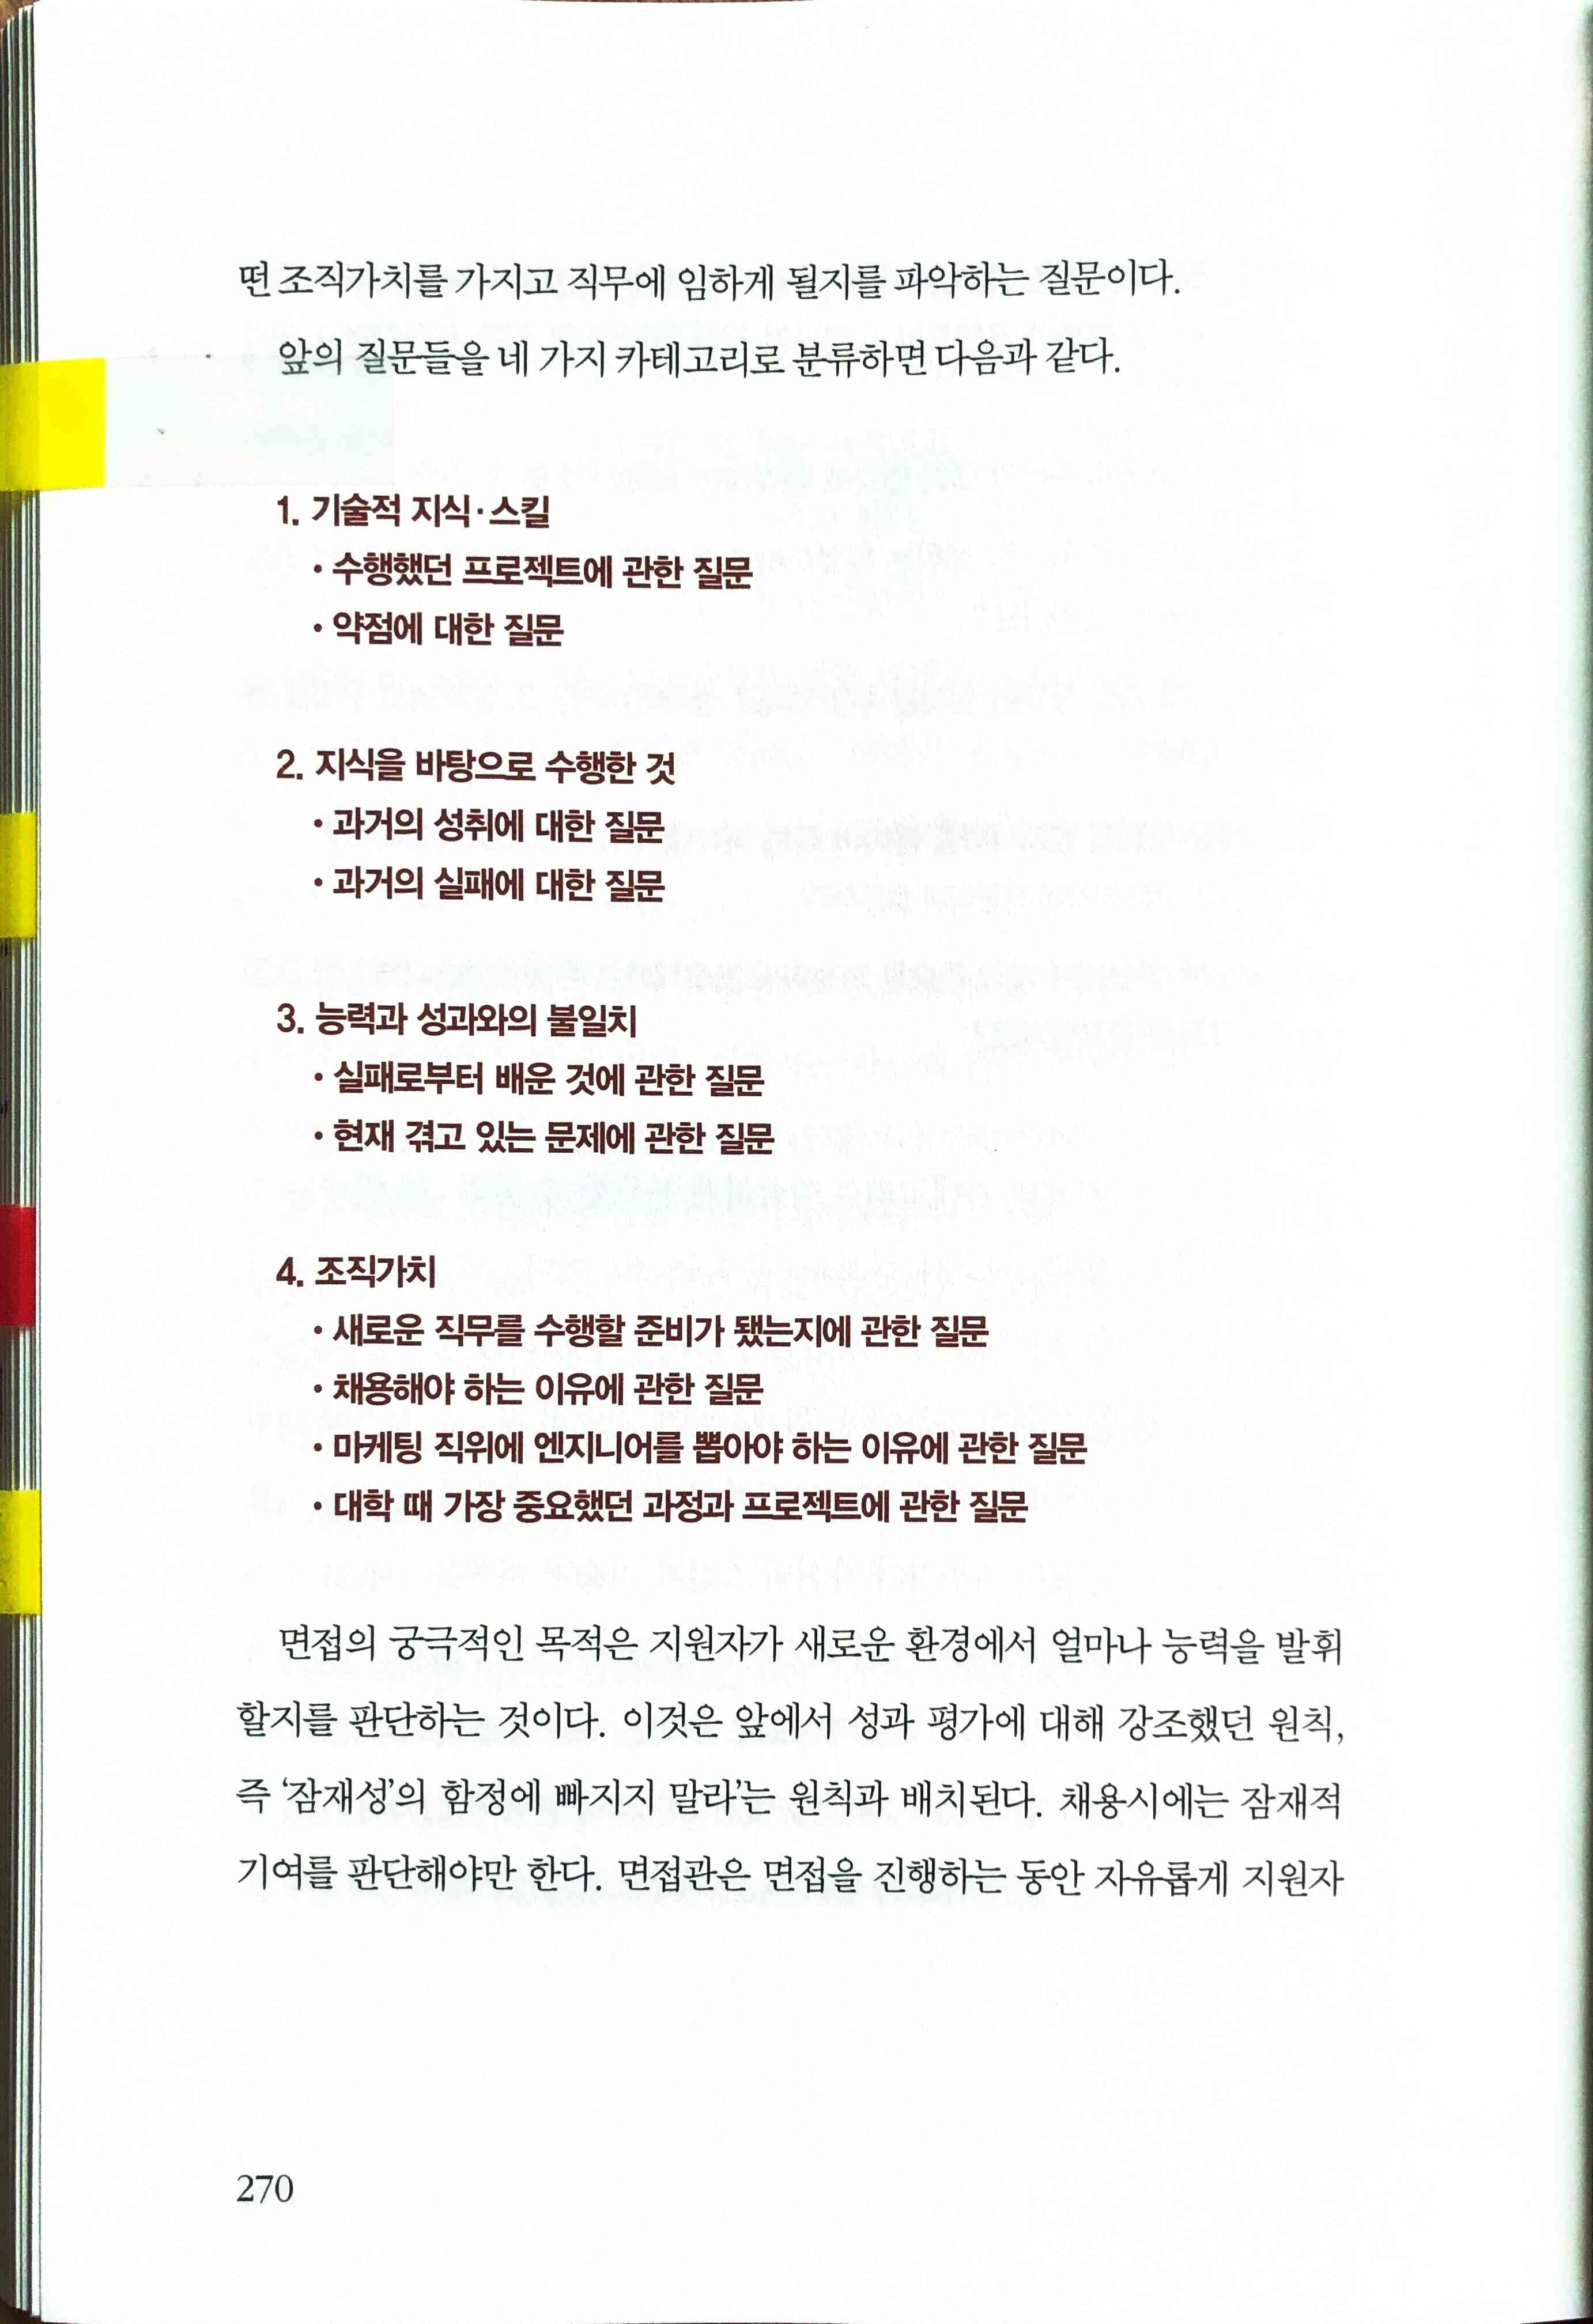 떤 조직가치를 가지고 직무에 임하게 될지를 파악하는 질문이다.
앞의 질문들을 네 가지 카테고리로 분류하면 다음과 같다.
1. 기술적 지식·스킬
• 수행했던 프로젝트에 관한 질문
• 약점에 대한 질문
2. 지식을 바탕으로 수행한 것
• 과거의 성취에 대한 질문
• 과거의 실패에 대한 질문
3. 능력과 성과와의 불일치
• 실패로부터 배운 것에 관한 질문
• 현재 겪고 있는 문제에 관한 질문
4. 조직가치
• 새로운 직무를 수행할 준비가 됐는지에 관한 질문
• 채용해야 하는 이유에 관한 질문
• 마케팅 직위에 엔지니어를 뽑아야 하는 이유에 관한 질문
• 대학 때 가장 중요했던 과정과 프로젝트에 관한 질문
면접의 궁극적인 목적은 지원자가 새로운 환경에서 얼마나 능력을 발휘
할지를 판단하는 것이다. 이것은 앞에서 성과 평가에 대해 강조했던 원칙,
즉 ‘잠재성’의 함정에 빠지지 말라’는 원칙과 배치된다. 채용시에는 잠재적
기여를 판단해야만 한다. 면접관은 면접을 진행하는 동안 자유롭게 지원자
270